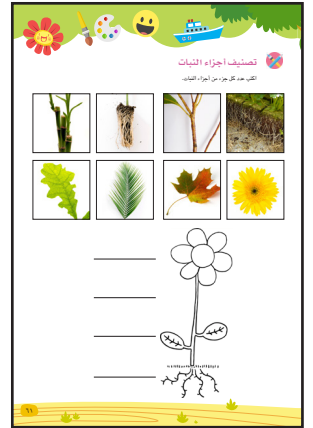 تصنيف أجزاء النبات
اكتب عدد كل جزء من أجزاء النبات.
٦١